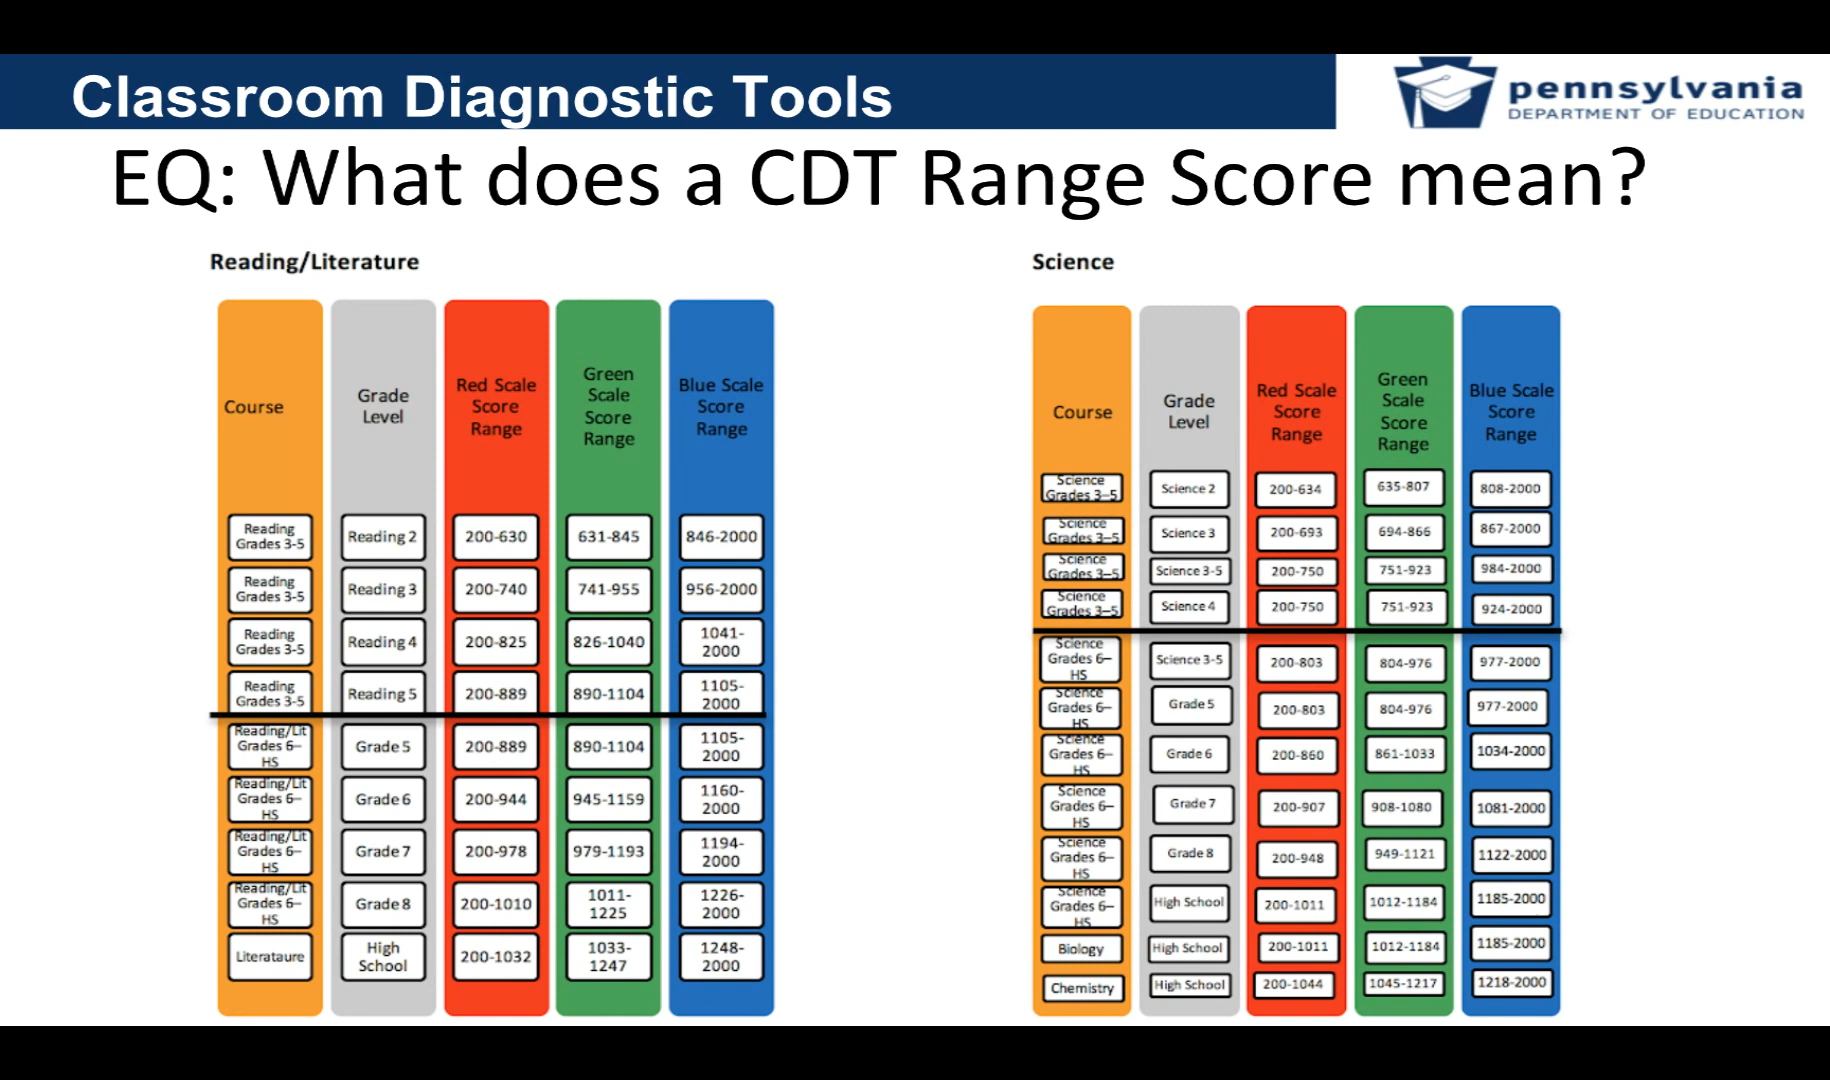 Classroom Diagnostic Tools
pennsylvania
DEPARTMENT OF EDUCATION
EQ: What does a CDT Range Score mean?
Reading/Literature
Course
Grade
Level
Red Scale
Score
Range
Green
Scale
Score
Range
Blue Scale
Score
Range
Reading
Grades 3-5
Reading 2
200-630
631-845
846-2000
Reading
Grades 3-5
Reading 3
200-740
741-955
956-2000
Reading
Grades 3-5
Reading 4
200-825
826-1040
1041-
2000
Reading
Grades 3-5
Reading 5
200-889
890-1104
1105-
2000
Reading/Lit
Grades 6–
HS
Grade 5
200-889
890-1104
1105-
2000
Reading/Lit
Grades 6–
HS
Grade 6
200-944
945-1159
1160-
2000
Reading/Lit
Grades 6–
HS
Grade 7
200-978
979-1193
1194-
2000
Reading/Lit
Grades 6–
HS
Grade 8
200-1010
1011-
1225
1226-
2000
Literataure
High
School
200-1032
1033-
1247
1248-
2000
Science
Course
Grade
Level
Red Scale
Score
Range
Green
Scale
Score
Range
Blue Scale
Score
Range
Science
Grades 3–5
Science 2
200-634
635-807
808-2000
Science
Grades 3–5
Science 3
200-693
694-866
867-2000
Science
Grades 3–5
Science 3-5
200-750
751-923
984-2000
Science
Grades 3–5
Science 4
200-750
751-923
924-2000
Science
Grades 6–
HS
Science 3-5
200-803
804-976
977-2000
Science
Grades 6–
HS
Grade 5
200-803
804-976
977-2000
Science
Grades 6–
HS
Grade 6
200-860
861-1033
1034-2000
Science
Grades 6–
HS
Grade 7
200-907
908-1080
1081-2000
Science
Grades 6–
HS
Grade 8
200-948
949-1121
1122-2000
Science
Grades 6–
HS
High School
200-1011
1012-1184
1185-2000
Biology
High School
200-1011
1012-1184
1185-2000
Chemistry
High School
200-1044
1045-1217
1218-2000